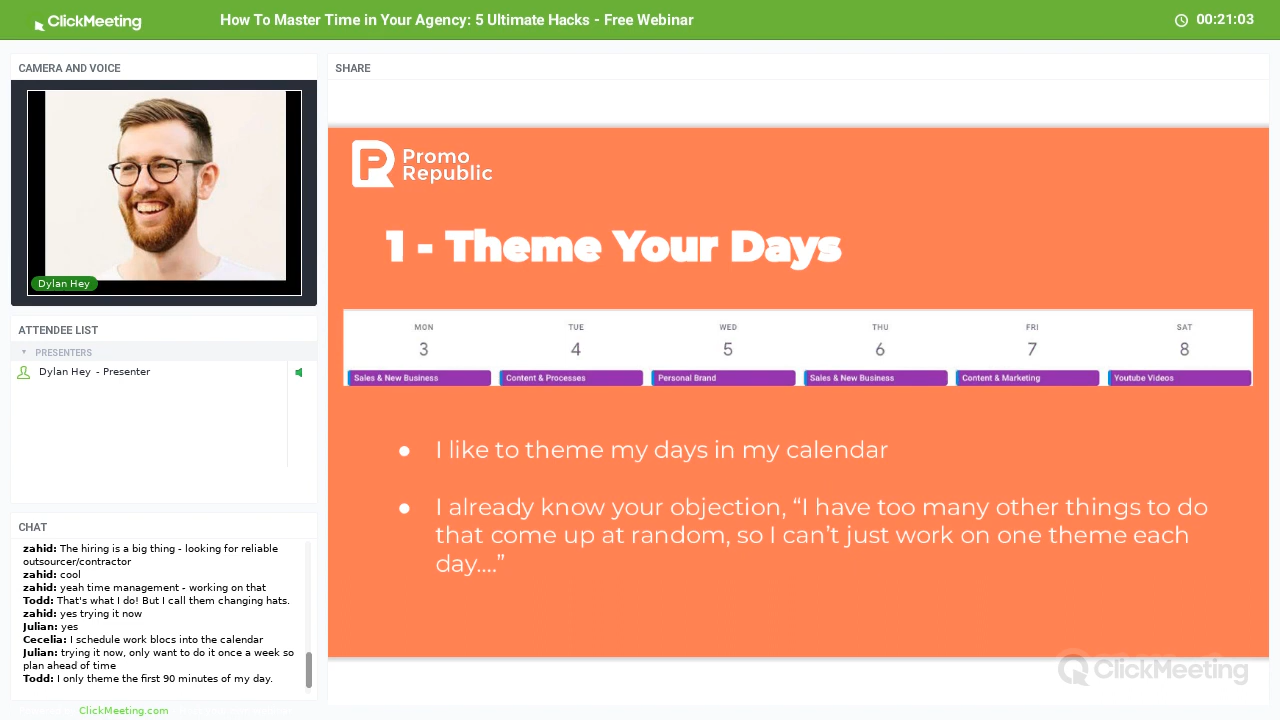 ClickMeeting
How To Master Time in Your Agency: 5 Ultimate Hacks - Free Webinar
00:21:03
CAMERA AND VOICE
Dylan Hey
ATTENDEE LIST
PRESENTERS
Dylan Hey - Presenter
CHAT
zahid: The hiring is a big thing - looking for reliable
outsourcer/contractor
zahid: cool
zahid: yeah time management - working on that
Todd: That's what I do! But I call them changing hats.
zahid: yes trying it now
Julian: yes
Cecelia: I schedule work blocs into the calendar
Julian: trying it now, only want to do it once a week so
plan ahead of time
Todd: I only theme the first 90 minutes of my day.
ClickMeeting.com
SHARE
Promo
Republic
1 - Theme Your Days
MON TUE WED THU FRI SAT
3 4 5 6 7 8
Sales & New Business Content & Processes Personal Brand Sales & New Business Content & Marketing Youtube Videos
● I like to theme my days in my calendar
● I already know your objection, “I have too many other things to do
that come up at random, so I can’t just work on one theme each
day....”
ClickMeeting